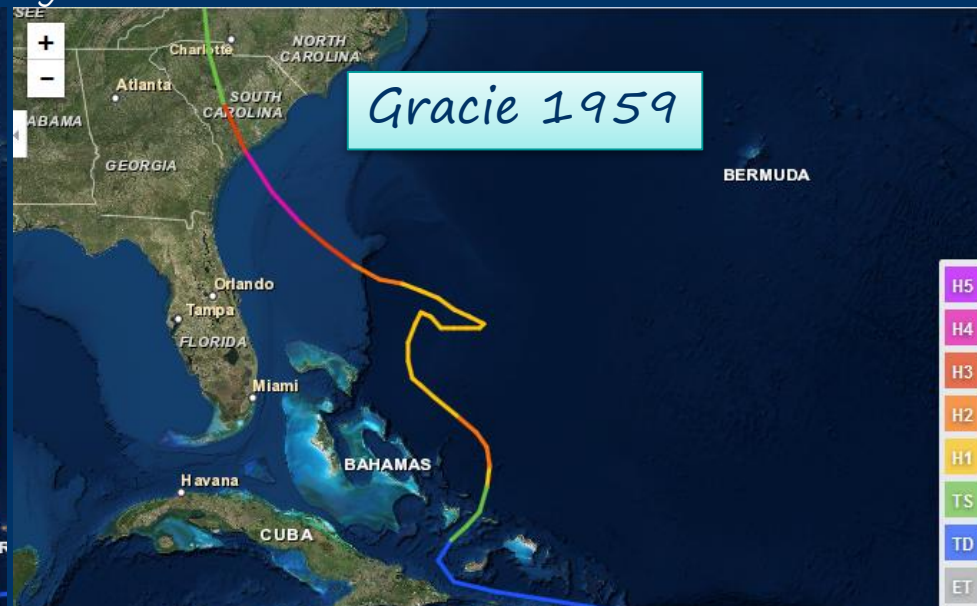 SEE
+
−
Charlotte
NORTH
CAROLINA
Gracie 1959
Atlanta
SOUTH
CAROLINA
ABAMA
GEORGIA
BERMUDA
Orlando
Tampa
FLORIDA
Miami
BAHAMAS
Havana
CUBA
R
H5
H4
H3
H2
H1
TS
TD
ET